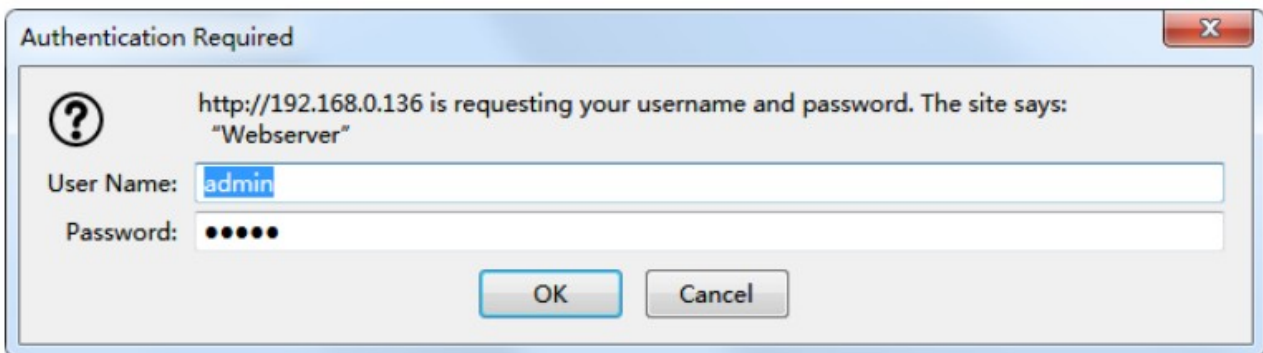 Authentication Required
http://192.168.0.136 is requesting your username and password. The site says:
“Webserver”
User Name: admin
Password: •••••
OK Cancel